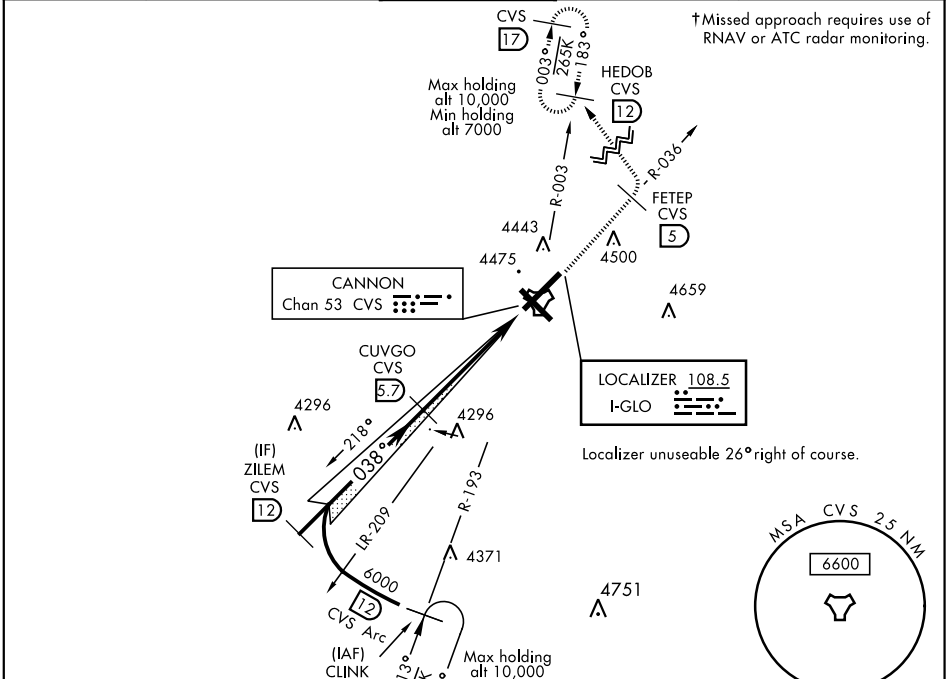 CVS
17
003°
265K
183°
†Missed approach requires use of
RNAV or ATC radar monitoring.
HEDOB
CVS
12
Max holding
alt 10,000
Min holding
alt 7000
R-003
R-036
FETEP
CVS
5
4443
4500
4475
CANNON
Chan 53 CVS
4659
CUVGO
CVS
5.7
LOCALIZER 108.5
I-GLO
4296
4296
218°
038°
Localizer unuseable 26° right of course.
(IF)
ZILEM
CVS
12
LR-209
R-193
MSA CVS 25 NM
6600
4371
6000
12
CVS Arc
4751
(IAF)
CLINK
Max holding
alt 10,000